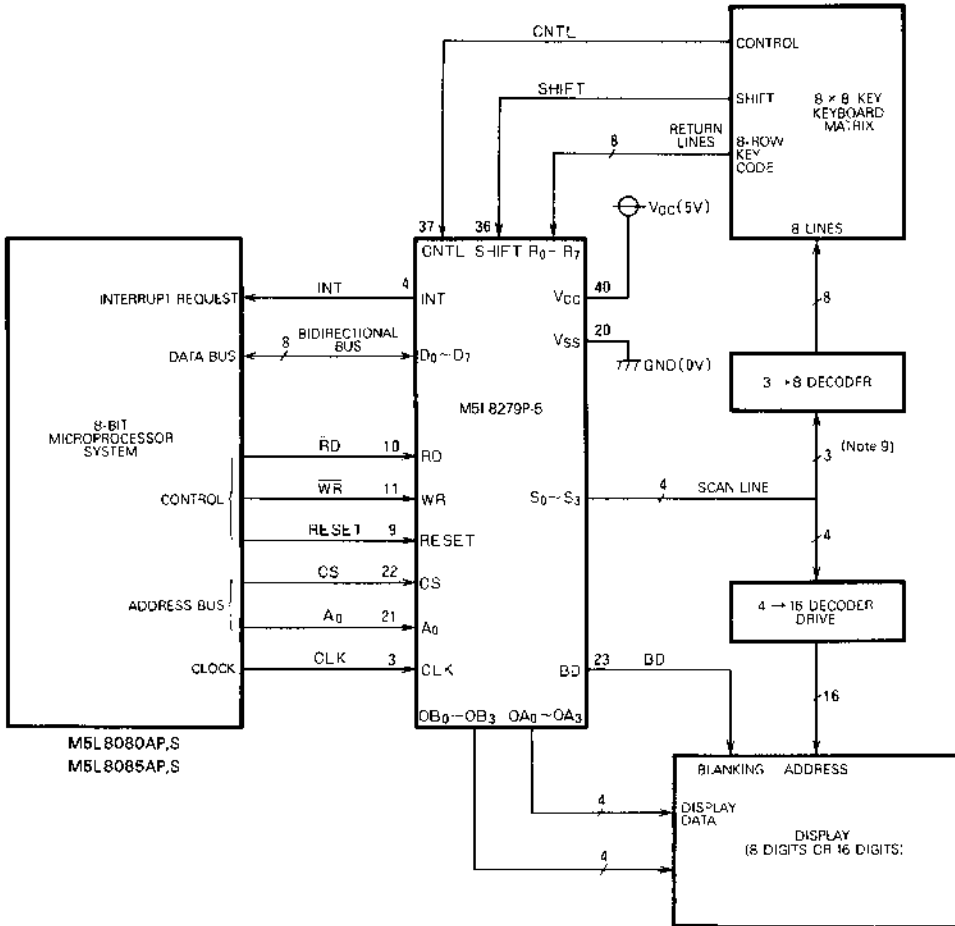 CNTL
CONTROL
SHIFT
SHIFT
8 × 8 KEY
KEYBOARD
MATRIX
RETURN
LINES
8
8-ROW
KEY
CODE
VCC(5V)
8 LINES
37
36
CNTL SHIFT R0~R7
INTERRUPT REQUEST
INT
4
INT
VCC
40
8
DATA BUS
8
BIDIRECTIONAL
BUS
D0~D7
VSS
20
GND(0V)
3→8 DECODER
M5L8279P-5
8-BIT
MICROPROCESSOR
SYSTEM
RD
10
RD
3
(Note 9)
CONTROL
WR
11
WR
S0~S3
4
SCAN LINE
RESET
9
RESET
4
CS
22
CS
ADDRESS BUS
4→16 DECODER
DRIVE
A0
21
A0
CLOCK
CLK
3
CLK
BD
23
BD
16
OB0~OB3
OA0~OA3
M5L8080AP,S
M5L8085AP,S
BLANKING
ADDRESS
4
DISPLAY
DATA
DISPLAY
(8 DIGITS OR 16 DIGITS)
4